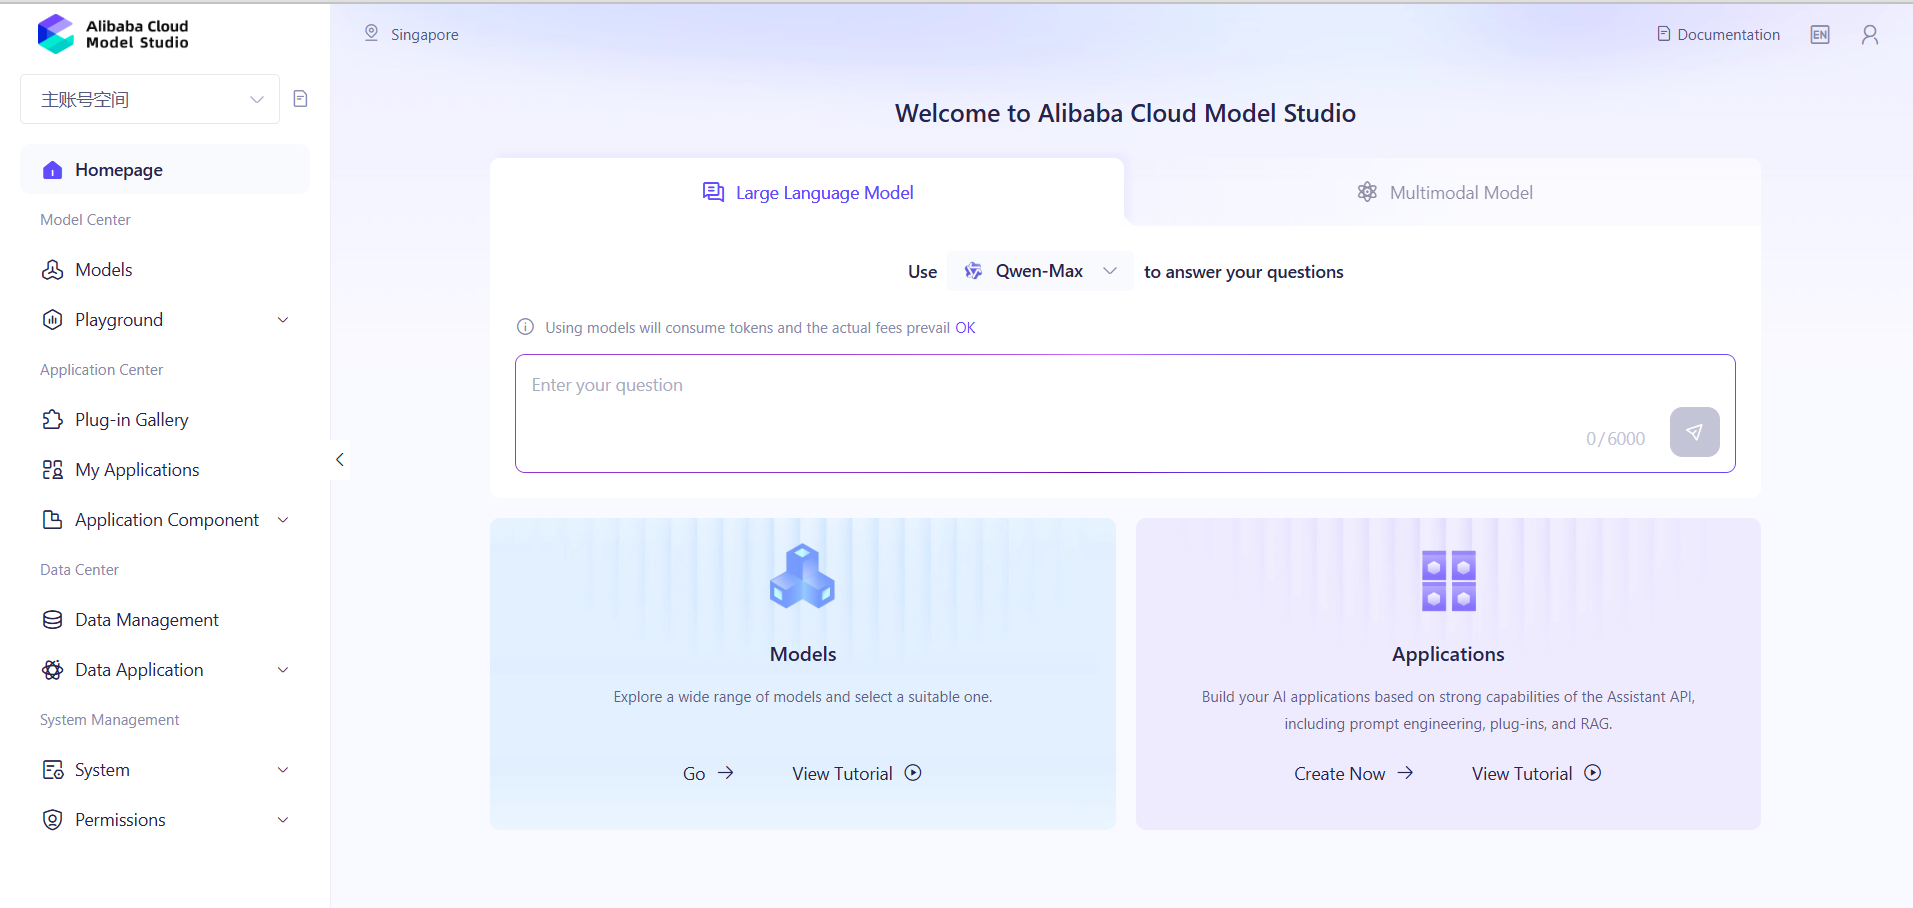 Alibaba Cloud
Model Studio
主账号空间
Homepage
Model Center
Models
Playground
Application Center
Plug-in Gallery
My Applications
Application Component
Data Center
Data Management
Data Application
System Management
System
Permissions
Singapore
Documentation
EN
Welcome to Alibaba Cloud Model Studio
Large Language Model
Multimodal Model
Use Qwen-Max to answer your questions
Using models will consume tokens and the actual fees prevail OK
Enter your question
0/6000
Models
Explore a wide range of models and select a suitable one.
Go
View Tutorial
Applications
Build your AI applications based on strong capabilities of the Assistant API,
including prompt engineering, plug-ins, and RAG.
Create Now
View Tutorial